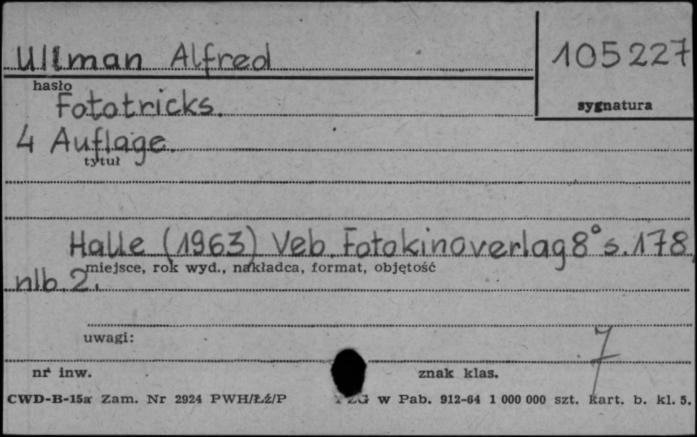 Ullman Alfred
105227
hasło
sygnatura
Fototricks.
4 Auflage.
tytuł
Halle (1963) Veb. Fotokinoverlag 8° s. 178,
miejsce, rok wyd., nakładca, format, objętość
nlb. 2.
uwagi:
7
nr inw.
znak klas.
CWD-B-15a Zam. Nr 2924 PWH/Łź/P w Pab. 912-64 1 000 000 szt. Kart. b. kl. 5.